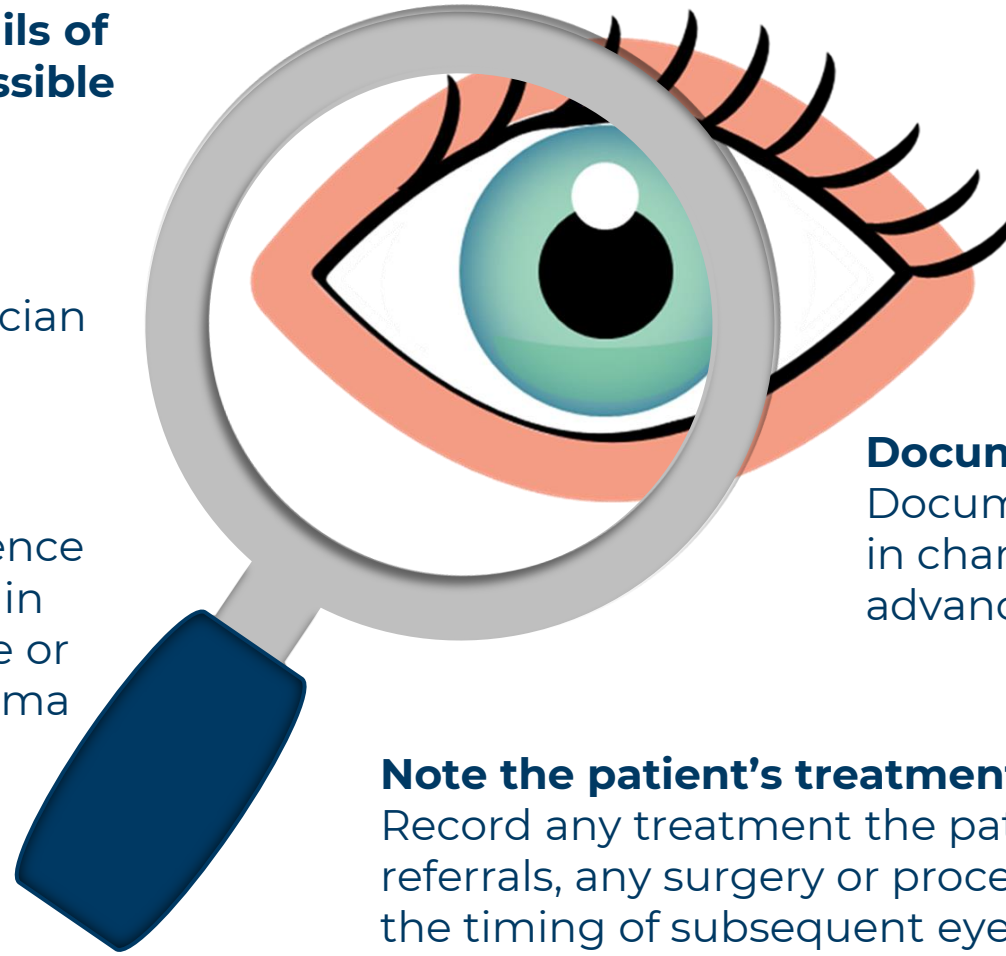 ils of
ssible
cian
ence
in
e or
ma
Docum
Docum
in char
advanc
Note the patient’s treatment
Record any treatment the pat
referrals, any surgery or proce
the timing of subsequent eye